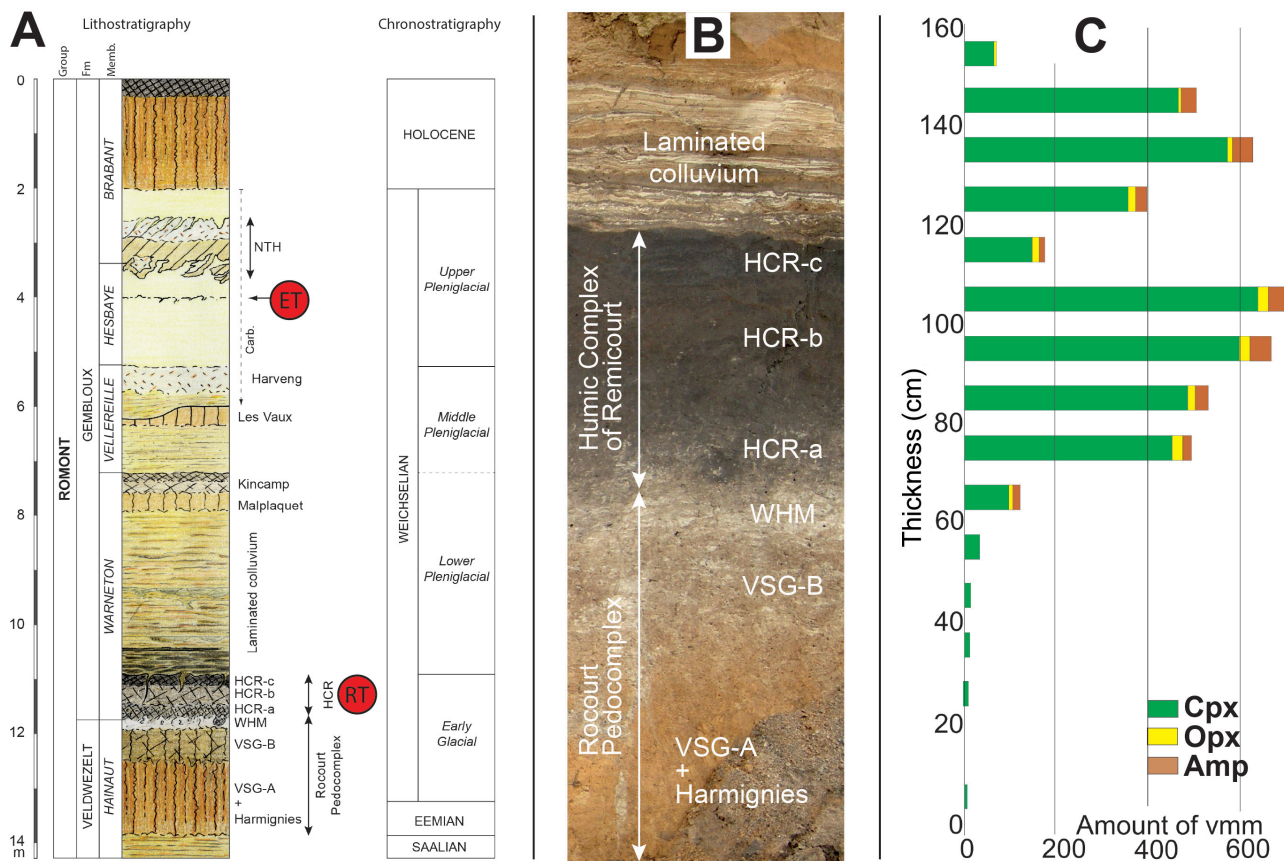 A
Lithostratigraphy
Chronostratigraphy
Group
Fm
Memb.
0
2
4
6
8
10
12
14
m
ROMONT
GEMBLOUX
VELDWEZELT
BRABANT
HESBAYE
VELLEREILLE
WARNETON
HAINAUT
NTH
ET
Carb.
Harveng
Les Vaux
Kincamp
Malplaquet
Laminated colluvium
HCR-c
HCR-b
HCR-a
WHM
HCR
RT
VSG-B
VSG-A
+
Harmignies
Rocourt
Pedocomplex
HOLOCENE
WEICHSELIAN
Upper
Pleniglacial
Middle
Pleniglacial
Lower
Pleniglacial
Early
Glacial
EEMIAN
SAALIAN
B
Laminated
colluvium
HCR-c
HCR-b
HCR-a
WHM
VSG-B
VSG-A
+
Harmignies
Humic Complex
of Remicourt
Rocourt
Pedocomplex
C
160
140
120
100
80
60
40
20
0
Thickness (cm)
Cpx
Opx
Amp
Amount of vmm
0 200 400 600